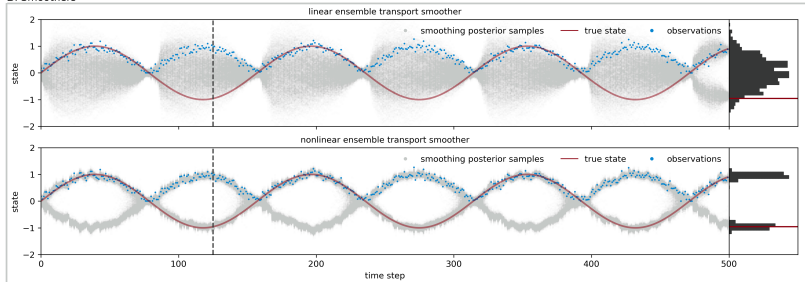 linear ensemble transport smoother
smoothing posterior samples true state observations
2
1
0
−1
−2
state
nonlinear ensemble transport smoother
smoothing posterior samples true state observations
2
1
0
−1
−2
state
0 100 200 300 400 500
time step